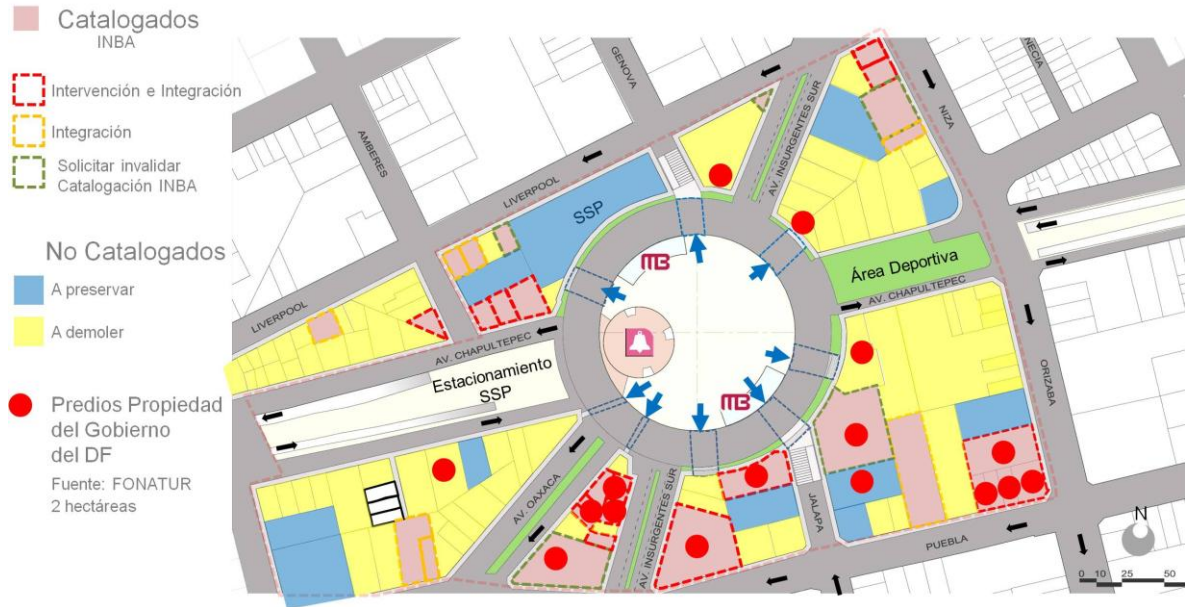 Catalogados
INBA
Intervención e Integración
Integración
Solicitar invalidar
Catalogación INBA
No Catalogados
A preservar
A demoler
Predios Propiedad
del Gobierno
del DF
Fuente: FONATUR
2 hectáreas
GENOVA
AMBERES
LIVERPOOL
SSP
AV. INSURGENTES SUR
NIZA
LIVERPOOL
MB
Área Deportiva
AV. CHAPULTEPEC
AV. CHAPULTEPEC
Estacionamiento
SSP
MB
ORIZABA
AV. OAXACA
AV. INSURGENTES SUR
JALAPA
PUEBLA
N
0 10 25 50